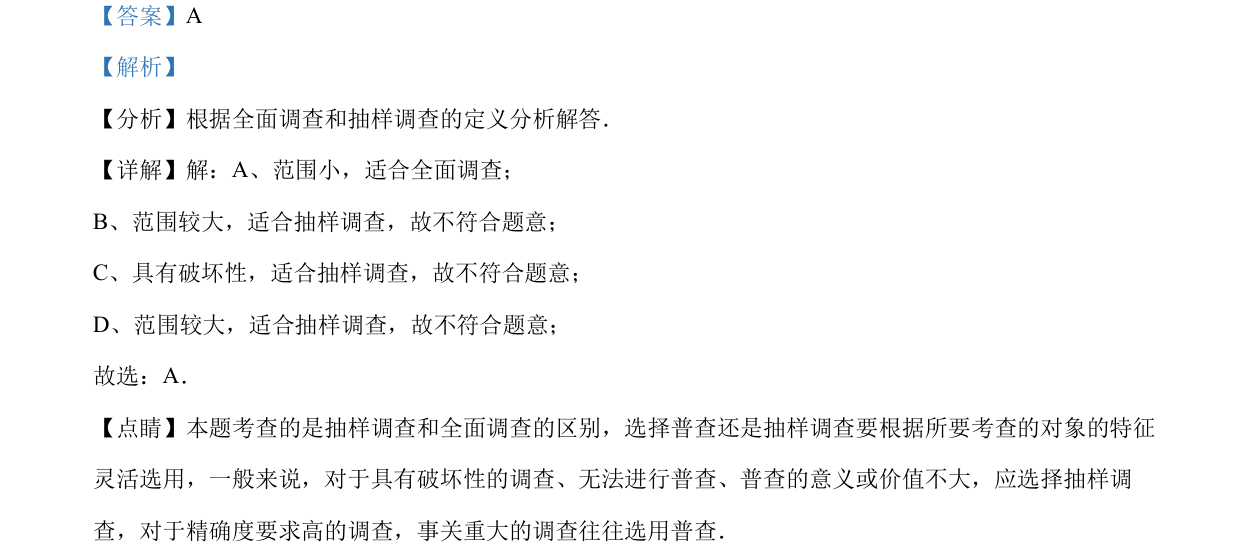 【答案】A
【解析】
【分析】根据全面调查和抽样调查的定义分析解答．
【详解】解：A、范围小，适合全面调查；
B、范围较大，适合抽样调查，故不符合题意；
C、具有破坏性，适合抽样调查，故不符合题意；
D、范围较大，适合抽样调查，故不符合题意；
故选：A．
【点睛】本题考查的是抽样调查和全面调查的区别，选择普查还是抽样调查要根据所要考查的对象的特征
灵活选用，一般来说，对于具有破坏性的调查、无法进行普查、普查的意义或价值不大，应选择抽样调
查，对于精确度要求高的调查，事关重大的调查往往选用普查．